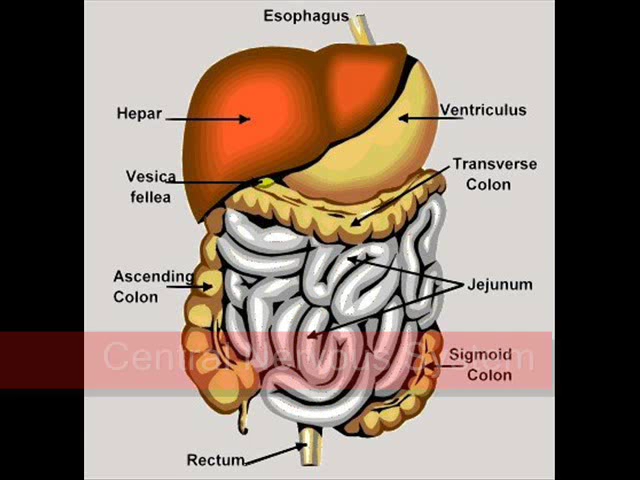 Esophagus
Hepar
Ventriculus
Transverse
Colon
Vesica
fellea
Ascending
Colon
Jejunum
Central Nervous System
Sigmoid
Colon
Rectum